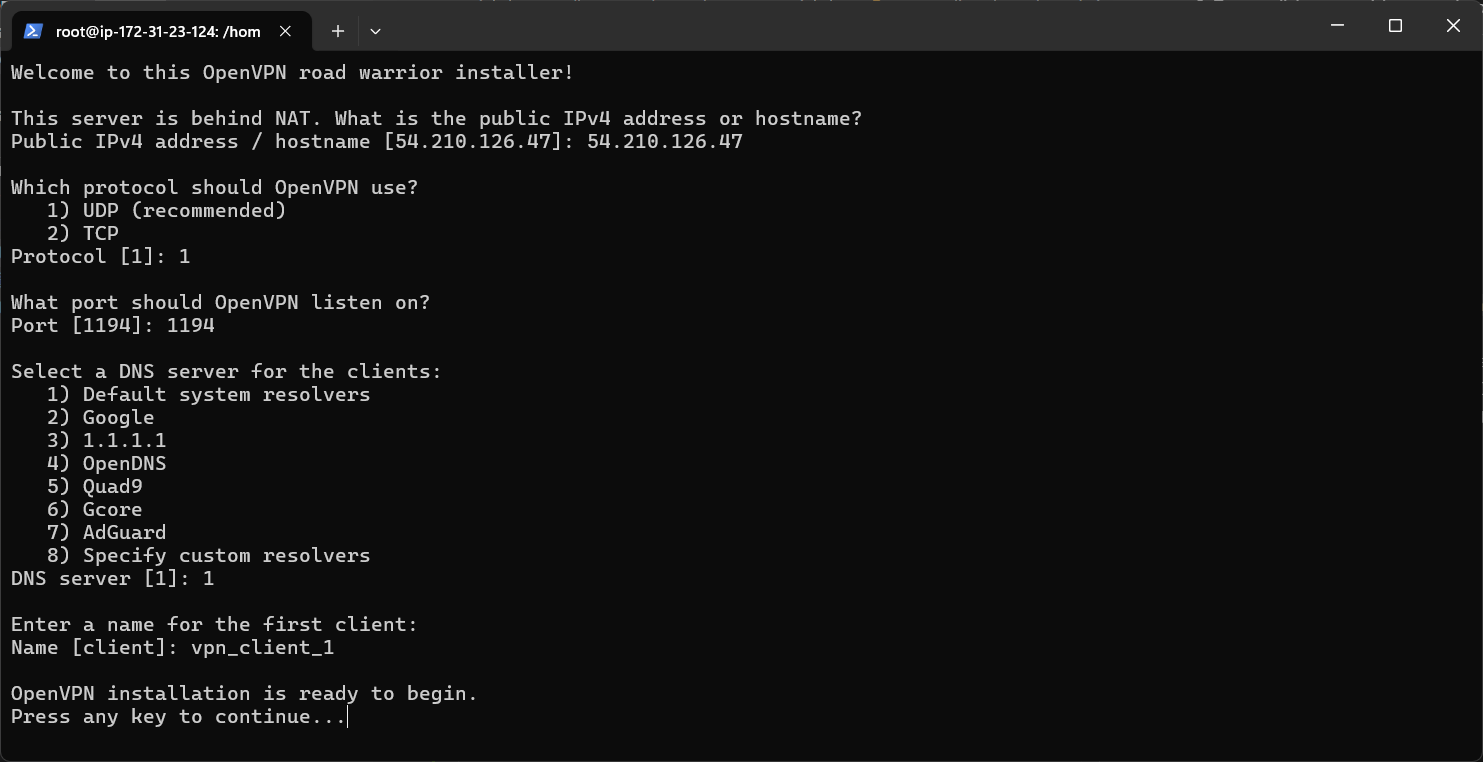 root@ip-172-31-23-124: /hom
Welcome to this OpenVPN road warrior installer!
This server is behind NAT. What is the public IPv4 address or hostname?
Public IPv4 address / hostname [54.210.126.47]: 54.210.126.47
Which protocol should OpenVPN use?
1) UDP (recommended)
2) TCP
Protocol [1]: 1
What port should OpenVPN listen on?
Port [1194]: 1194
Select a DNS server for the clients:
1) Default system resolvers
2) Google
3) 1.1.1.1
4) OpenDNS
5) Quad9
6) Gcore
7) AdGuard
8) Specify custom resolvers
DNS server [1]: 1
Enter a name for the first client:
Name [client]: vpn_client_1
OpenVPN installation is ready to begin.
Press any key to continue...